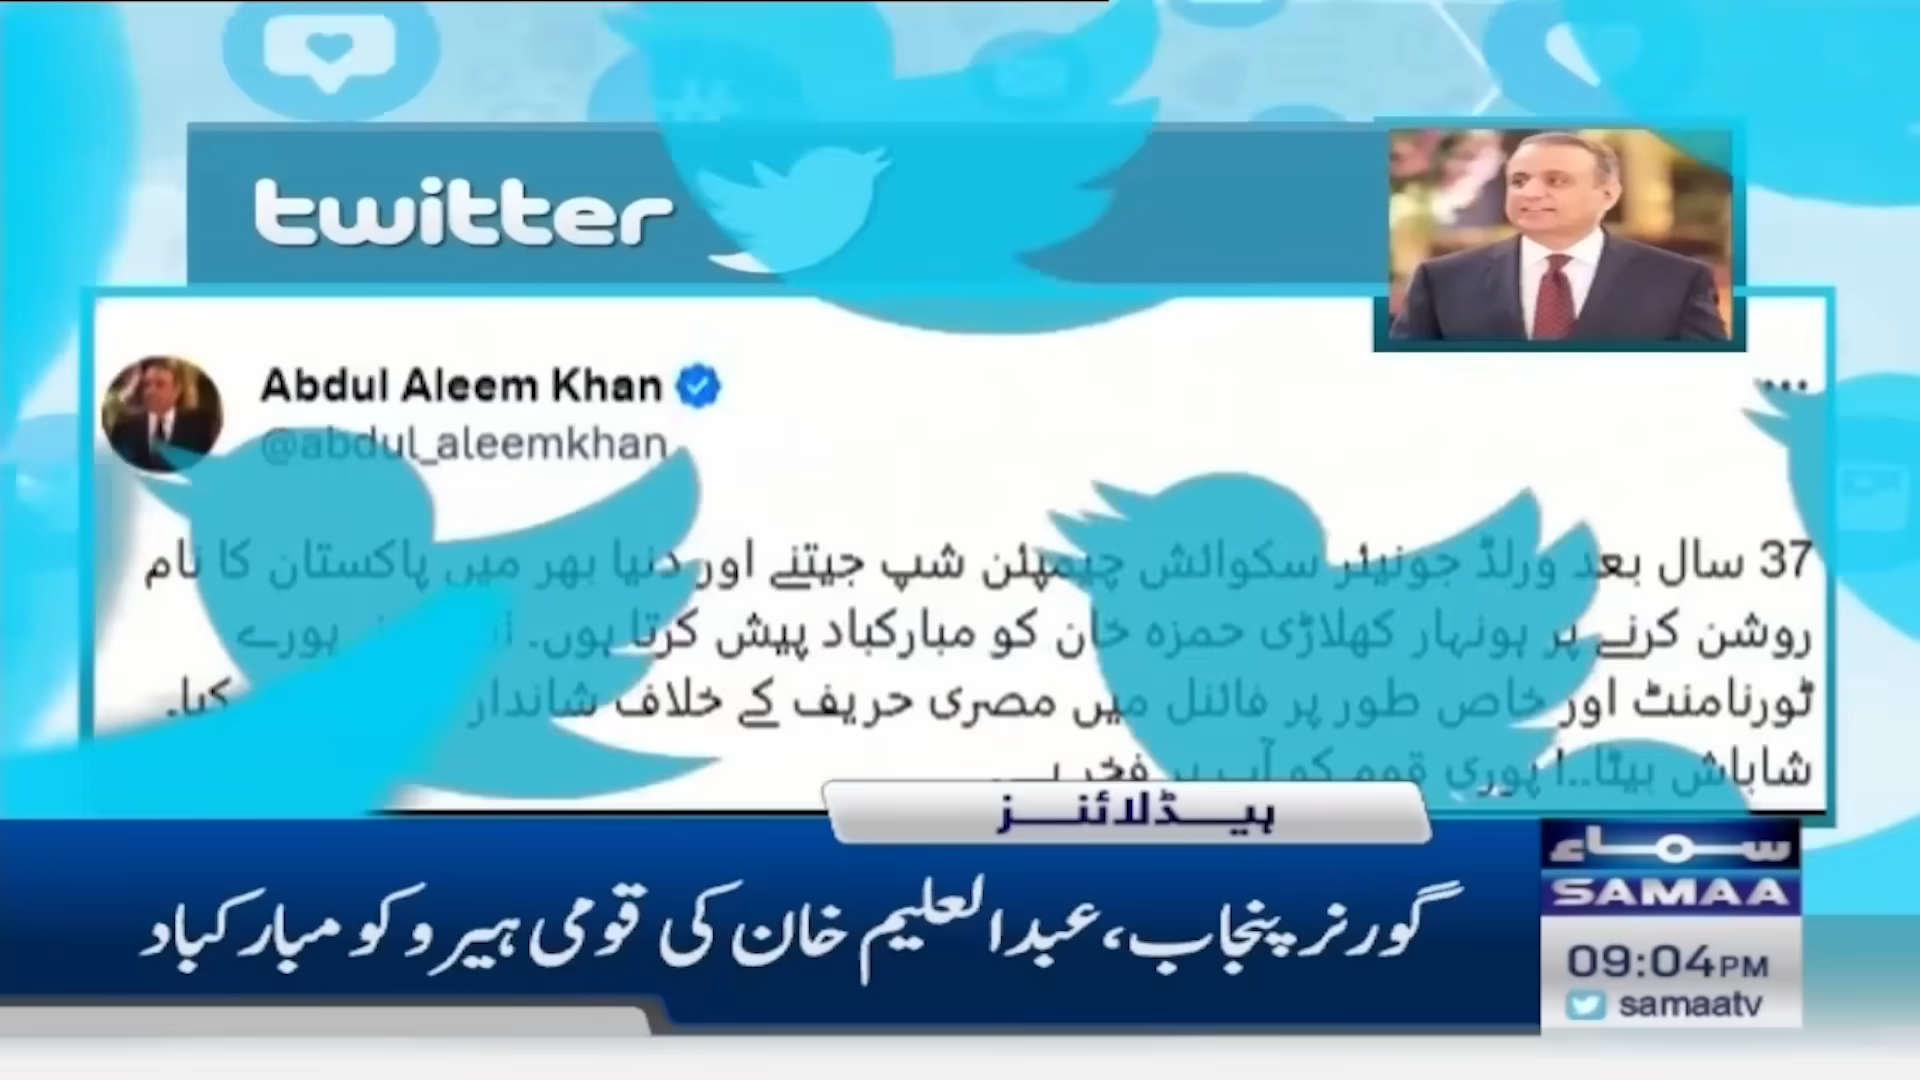 twitter
Abdul Aleem Khan
@abdul_aleemkhan
37 سال بعد ورلڈ جونیئر سکوائش چیمپئن شپ جیتنے اور دنیا بھر میں پاکستان کا نام
روشن کرنے پر ہونہار کھلاڑی حمزہ خان کو مبارکباد پیش کرتا ہوں۔ پورے
ٹورنامنٹ اور خاص طور پر فائنل میں مصری حریف کے خلاف شاندار کیا۔
شاباش بیٹا..! پوری قوم کو آپ پر فخر ہے۔
ہیڈلائنز
گورنر پنجاب، عبدالعلیم خان کی قومی ہیرو کو مبارکباد
سماء
SAMAA
09:04PM
samaatv